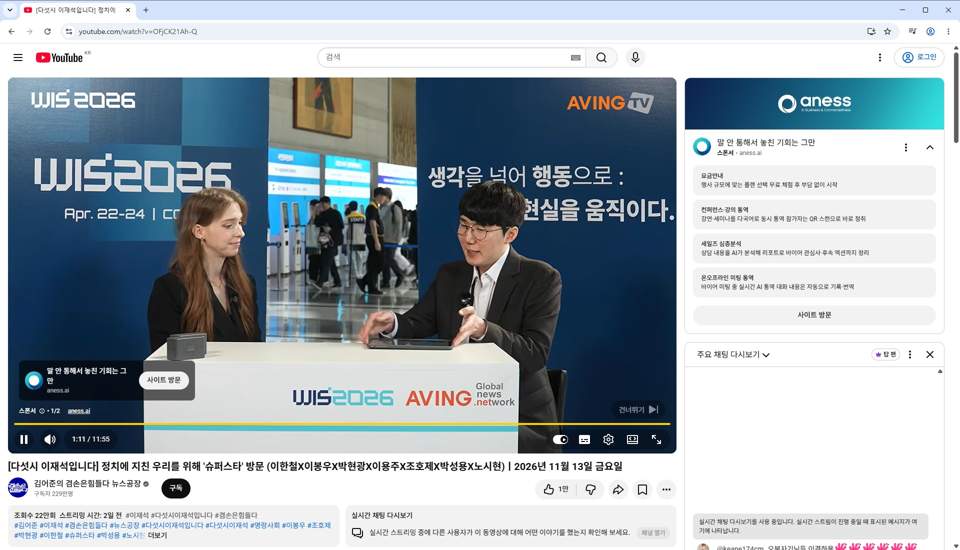 [다섯시 이재석입니다] 정치에
youtube.com/watch?v=OFjCK21Ah-Q
YouTube KR
검색
로그인
WIS 2026
AVING TV
WIS2026
Apr. 22-24 | CO
생각을 넘어 행동으로 :
현실을 움직이다.
STAFF
WIS2026 AVING Global news network
말 안 통해서 놓친 기회는 그만
aness.ai
사이트 방문
스폰서 · 1/2 aness.ai
건너뛰기
1:11 / 11:55
[다섯시 이재석입니다] 정치에 지친 우리를 위해 '슈퍼스타' 방문 (이한철X이봉우X박현광X이용주X조호제X박성용X노시현) | 2026년 11월 13일 금요일
김어준의 겸손은힘들다 뉴스공장
구독자 229만명
구독
1만
조회수 22만회 스트리밍 시간: 2일 전 #이재석 #다섯시이재석입니다 #겸손은힘들다
#김어준 #이재석 #겸손은힘들다 #뉴스공장 #다섯시이재석입니다 #다섯시이재석 #명랑사회 #이봉우 #조호제
#박현광 #이한철 #슈퍼스타 #박성용 #노시현 더보기
실시간 채팅 다시보기
실시간 스트리밍 중에 다른 사용자가 이 동영상에 대해 어떤 이야기를 했는지 확인해 보세요.
패널 열기
aness
말 안 통해서 놓친 기회는 그만
스폰서 · aness.ai
요금안내
행사 규모에 맞는 플랜 선택 무료 체험 후 부담 없이 시작
컨퍼런스·강의 통역
강연·세미나를 다국어로 동시 통역 참가자는 QR 스캔으로 바로 청취
세일즈 심층분석
상담 내용을 AI가 분석해 리포트로 바이어 관심사·후속 액션까지 정리
온오프라인 미팅 통역
바이어 미팅 중 실시간 AI 통역 대화 내용은 자동으로 기록·번역
사이트 방문
주요 채팅 다시보기
탑 팬
실시간 채팅 다시보기를 사용 중입니다. 실시간 스트림이 진행 중일 때 표시된 메시지가 여기에 나타납니다.